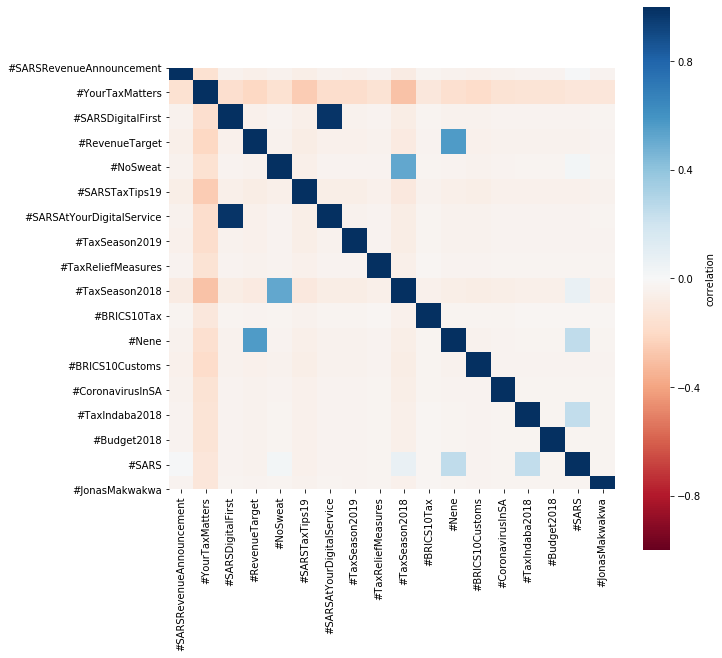 #SARSRevenueAnnouncement
#YourTaxMatters
#SARSDigitalFirst
#RevenueTarget
#NoSweat
#SARSTaxTips19
#SARSAtYourDigitalService
#TaxSeason2019
#TaxReliefMeasures
#TaxSeason2018
#BRICS10Tax
#Nene
#BRICS10Customs
#CoronavirusInSA
#TaxIndaba2018
#Budget2018
#SARS
#JonasMakwakwa
#SARSRevenueAnnouncement
#YourTaxMatters
#SARSDigitalFirst
#RevenueTarget
#NoSweat
#SARSTaxTips19
#SARSAtYourDigitalService
#TaxSeason2019
#TaxReliefMeasures
#TaxSeason2018
#BRICS10Tax
#Nene
#BRICS10Customs
#CoronavirusInSA
#TaxIndaba2018
#Budget2018
#SARS
#JonasMakwakwa
0.8
0.4
0.0
−0.4
−0.8
correlation